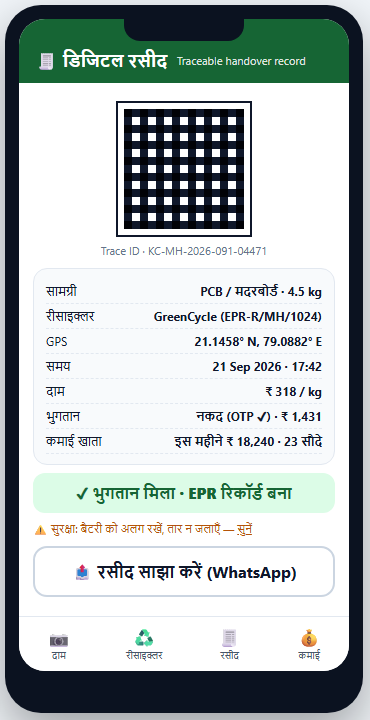 डिजिटल रसीद Traceable handover record
Trace ID · KC-MH-2026-091-04471
सामग्री PCB / मदरबोर्ड · 4.5 kg
रीसाइक्लर GreenCycle (EPR-R/MH/1024)
GPS 21.1458° N, 79.0882° E
समय 21 Sep 2026 · 17:42
दाम ₹ 318 / kg
भुगतान नकद (OTP ✓) · ₹ 1,431
कमाई खाता इस महीने ₹ 18,240 · 23 सौदे
✓ भुगतान मिला · EPR रिकॉर्ड बना
⚠️ सुरक्षा: बैटरी को अलग रखें, तार न जलाएँ — सुनें
रसीद साझा करें (WhatsApp)
दाम रीसाइक्लर रसीद कमाई